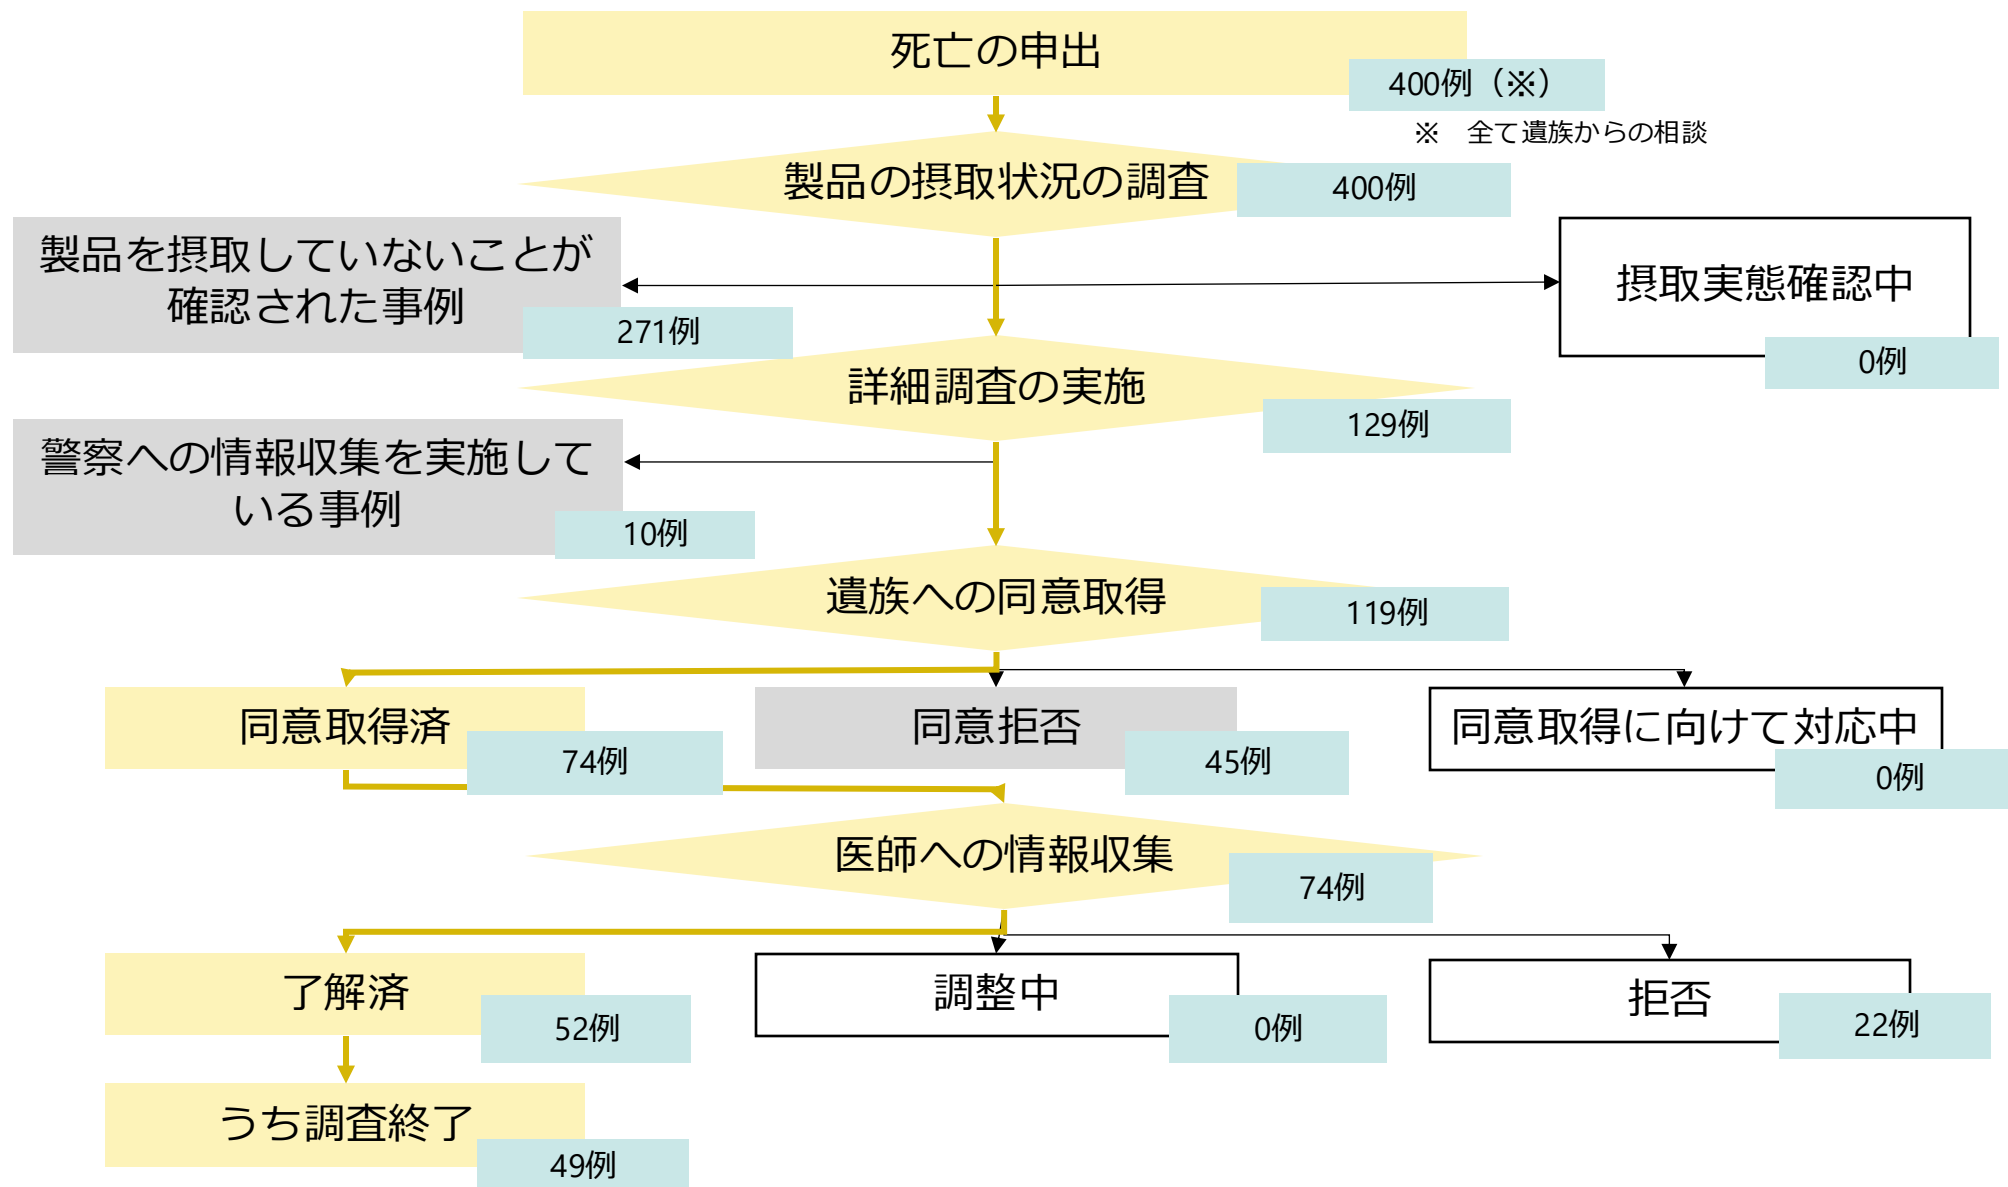 死亡の申出
400例（※）
※　全て遺族からの相談
製品の摂取状況の調査
400例
製品を摂取していないことが
確認された事例
271例
摂取実態確認中
0例
詳細調査の実施
129例
警察への情報収集を実施して
いる事例
10例
遺族への同意取得
119例
同意取得済
74例
同意拒否
45例
同意取得に向けて対応中
0例
医師への情報収集
74例
了解済
52例
調整中
0例
拒否
22例
うち調査終了
49例